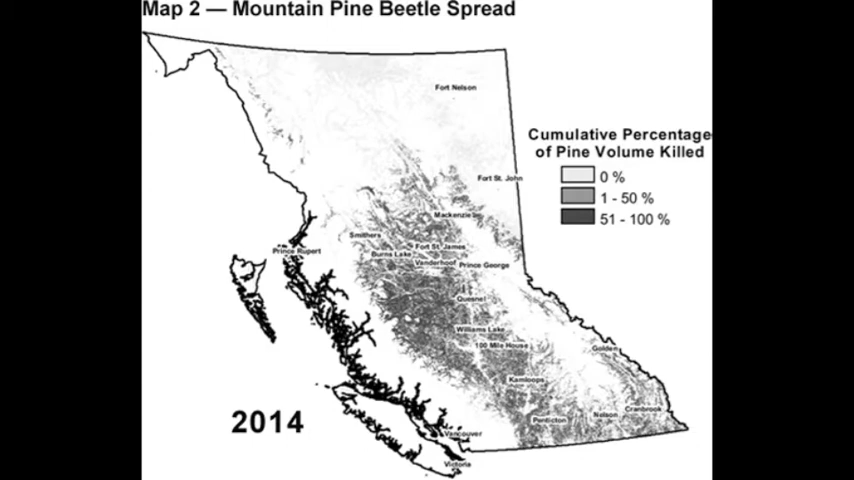 Map 2 — Mountain Pine Beetle Spread
Fort Nelson
Cumulative Percentage
of Pine Volume Killed
0 %
1 - 50 %
51 - 100 %
Fort St. John
Mackenzie
Smithers
Prince Rupert
Fort St. James
Burns Lake
Vanderhoof
Prince George
Quesnel
Williams Lake
100 Mile House
Golden
Kamloops
Cranbrook
Nelson
Penticton
2014
Vancouver
Victoria